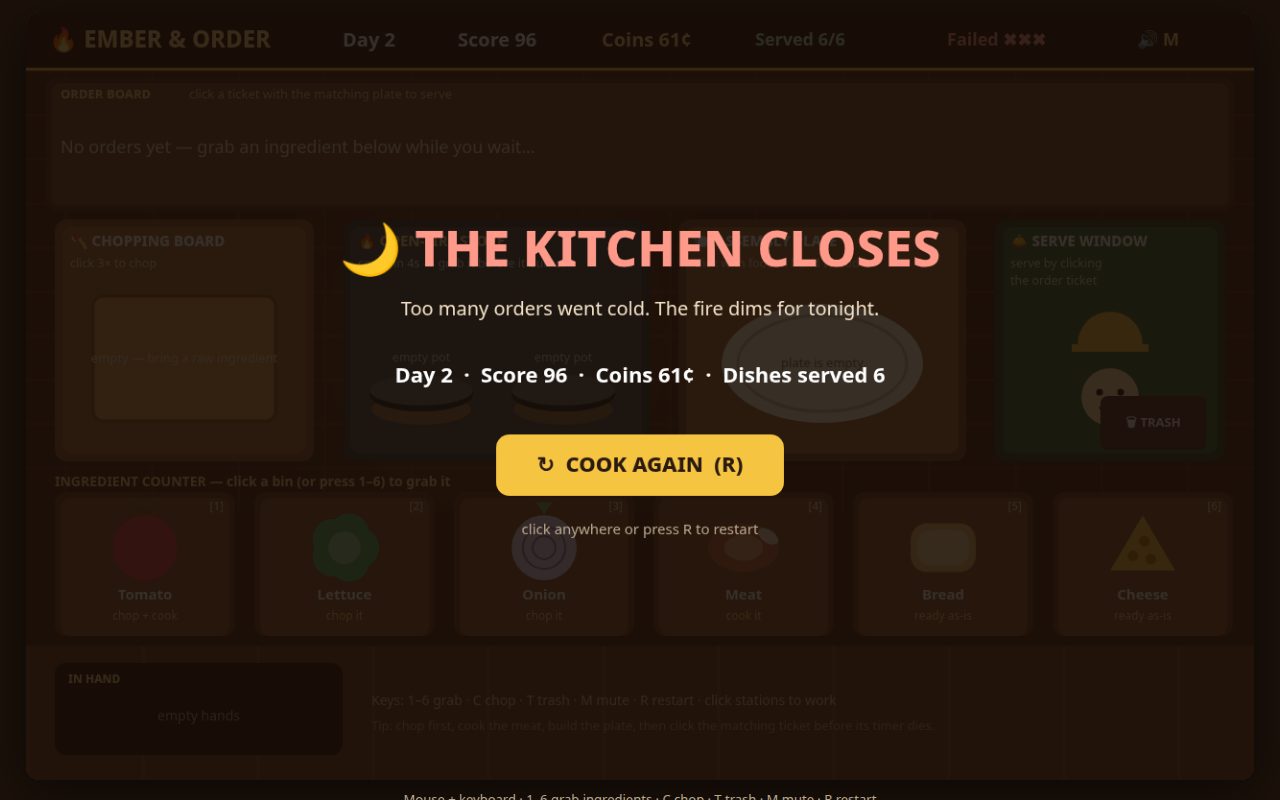 🔥 EMBER & ORDER Day 2 Score 96 Coins 61¢ Served 6/6 Failed ✖✖✖ 🔊 M
ORDER BOARD click a ticket with the matching plate to serve
No orders yet — grab an ingredient below while you wait...
🌙 THE KITCHEN CLOSES
Too many orders went cold. The fire dims for tonight.
Day 2 · Score 96 · Coins 61¢ · Dishes served 6
↻ COOK AGAIN (R)
click anywhere or press R to restart
🔪 CHOPPING BOARD
click 3× to chop
empty — bring a raw ingredient
empty pot
empty pot
plate is empty
🛎 SERVE WINDOW
serve by clicking
the order ticket
🗑 TRASH
INGREDIENT COUNTER — click a bin (or press 1–6) to grab it
[1] [2] [3] [4] [5] [6]
Tomato Lettuce Onion Meat Bread Cheese
chop + cook chop it chop it cook it ready as-is ready as-is
IN HAND
empty hands
Keys: 1–6 grab · C chop · T trash · M mute · R restart · click stations to work
Tip: chop first, cook the meat, build the plate, then click the matching ticket before its timer dies.
Mouse + keyboard · 1–6 grab ingredients · C chop · T trash · M mute · R restart